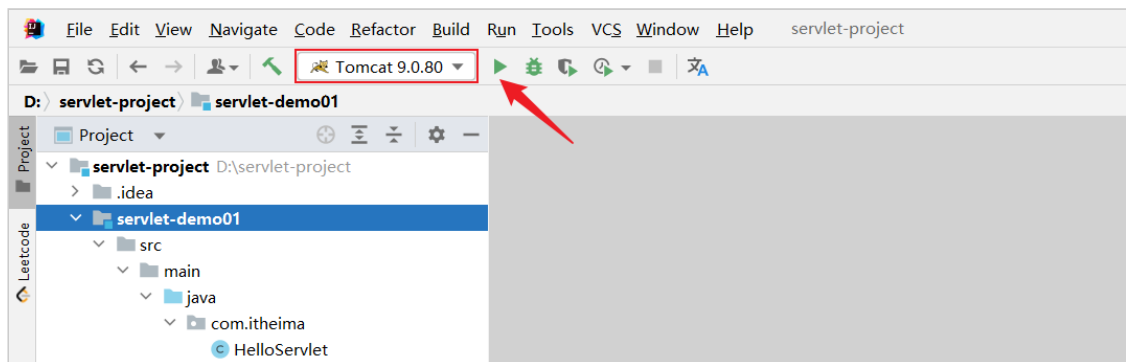 File Edit View Navigate Code Refactor Build Run Tools VCS Window Help servlet-project
Tomcat 9.0.80
D: servlet-project servlet-demo01
Project
Project
servlet-project D:\servlet-project
.idea
servlet-demo01
Leetcode
src
main
java
com.itheima
C HelloServlet